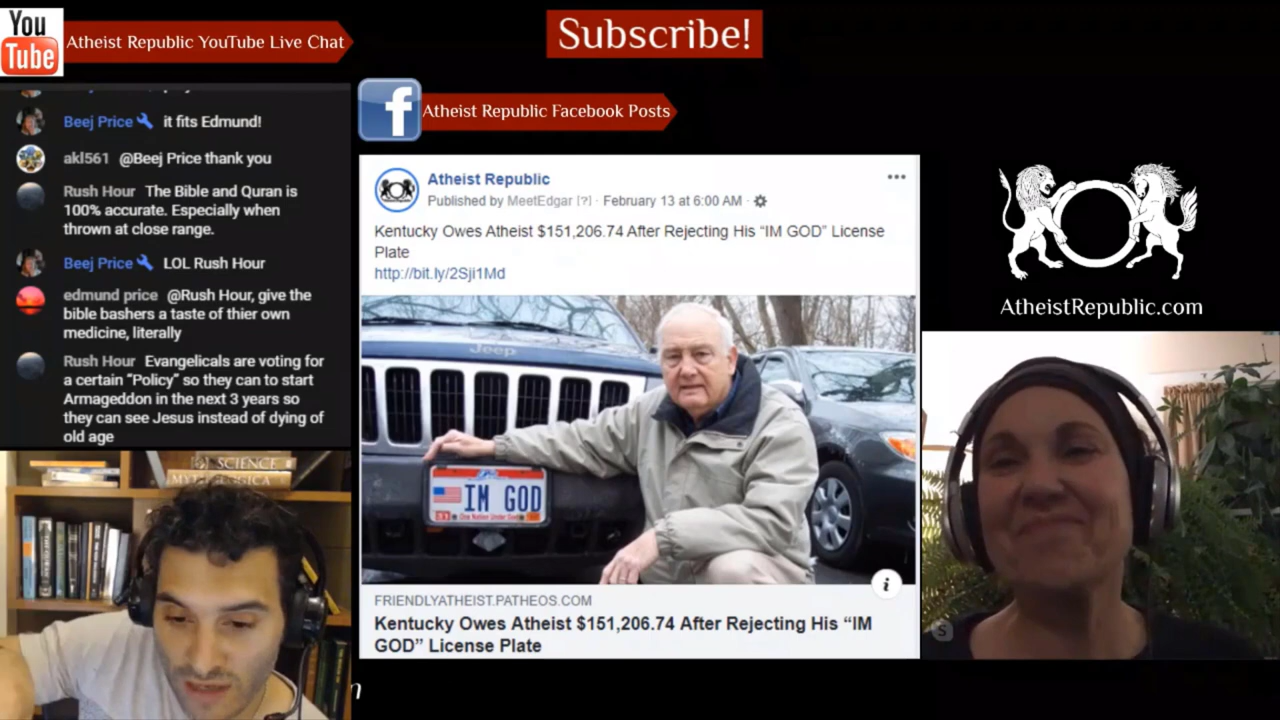 You
Tube
Atheist Republic YouTube Live Chat
Subscribe!
Beej Price it fits Edmund!
akl561 @Beej Price thank you
Rush Hour The Bible and Quran is
100% accurate. Especially when
thrown at close range.
Beej Price LOL Rush Hour
edmund price @Rush Hour, give the
bible bashers a taste of thier own
medicine, literally
Rush Hour Evangelicals are voting for
a certain “Policy” so they can to start
Armageddon in the next 3 years so
they can see Jesus instead of dying of
old age
f
Atheist Republic Facebook Posts
Atheist Republic
Published by MeetEdgar [?] · February 13 at 6:00 AM ·
Kentucky Owes Atheist $151,206.74 After Rejecting His “IM GOD” License
Plate
http://bit.ly/2Sji1Md
Jeep
IM GOD
One Nation Under God
i
FRIENDLYATHEIST.PATHEOS.COM
Kentucky Owes Atheist $151,206.74 After Rejecting His “IM
GOD” License Plate
AtheistRepublic.com
SCIENCE
S
n